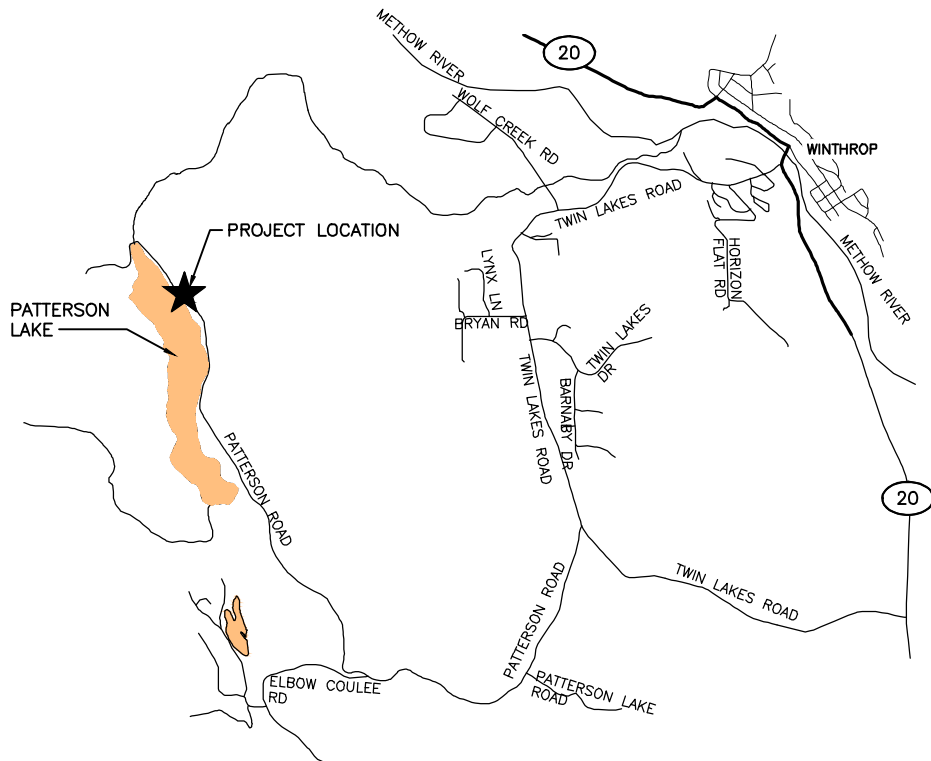 METHOW RIVER
20
WOLF CREEK RD
WINTHROP
TWIN LAKES ROAD
PROJECT LOCATION
METHOW RIVER
HORIZON
FLAT RD
LYNX LN
PATTERSON
LAKE
BRYAN RD
TWIN LAKES
DR
TWIN LAKES ROAD
BARNABY DR
PATTERSON ROAD
20
TWIN LAKES ROAD
PATTERSON ROAD
ELBOW COULEE
RD
PATTERSON LAKE
ROAD